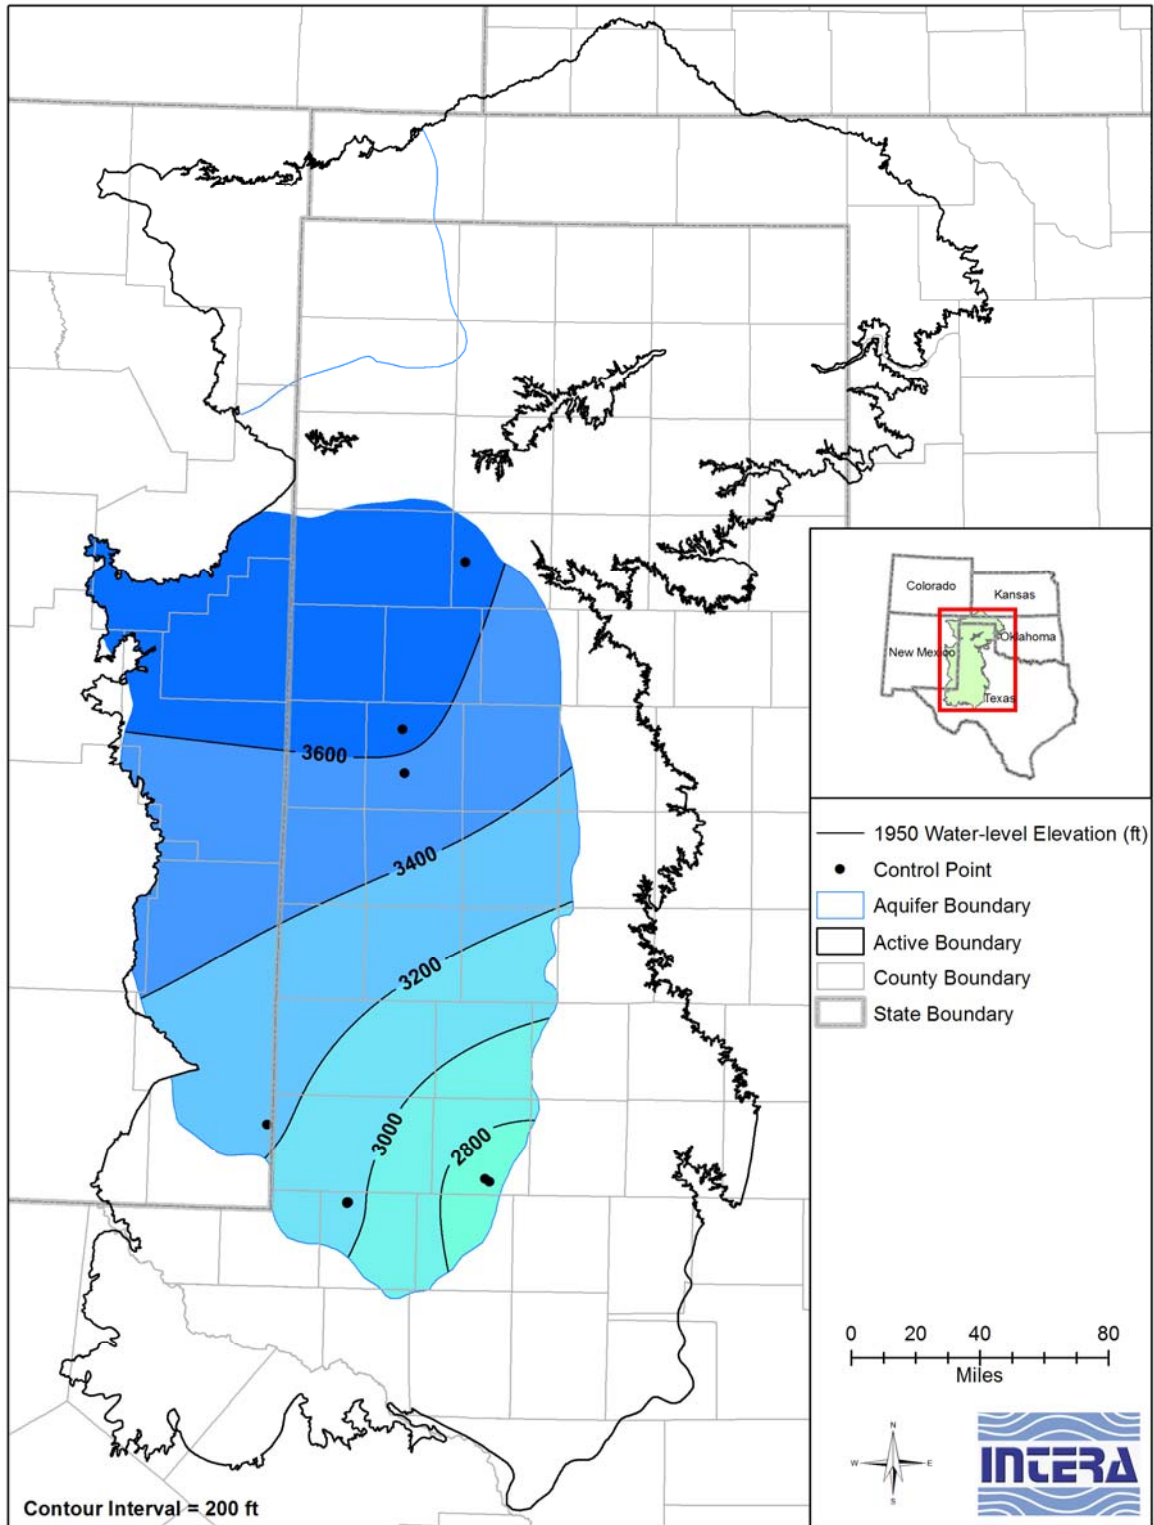 3600
3400
3200
3000
2800
Colorado
Kansas
New Mexico
Oklahoma
Texas
1950 Water-level Elevation (ft)
Control Point
Aquifer Boundary
Active Boundary
County Boundary
State Boundary
0 20 40 80
Miles
N
W E
S
INTERA
Contour Interval = 200 ft